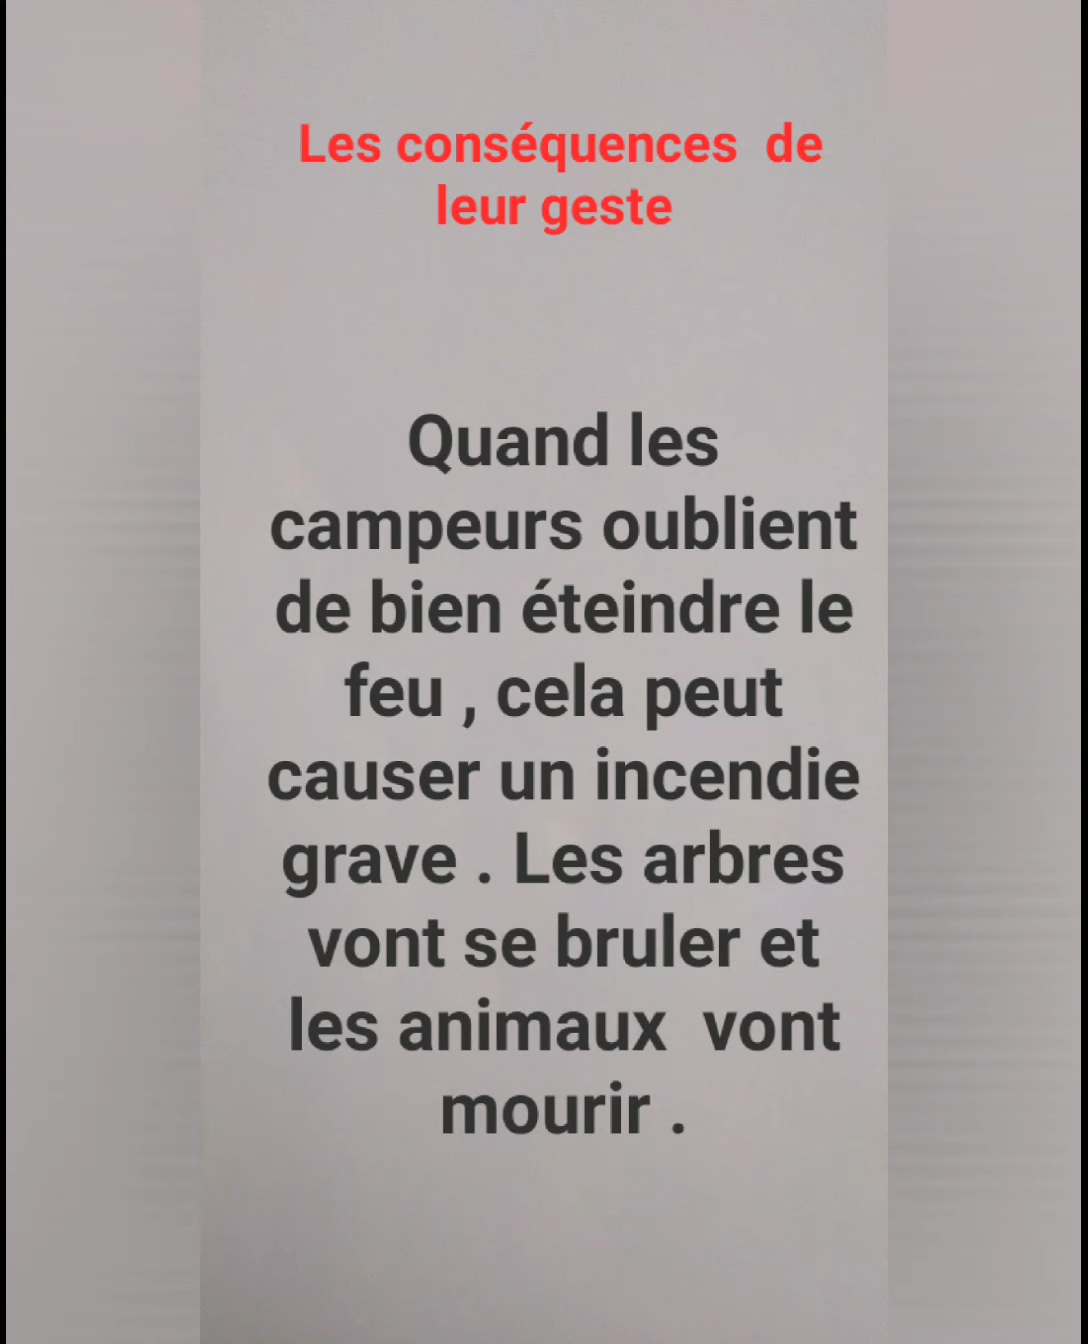 Les conséquences  de
leur geste
Quand les
campeurs oublient
de bien éteindre le
feu , cela peut
causer un incendie
grave . Les arbres
vont se bruler et
les animaux  vont
mourir .